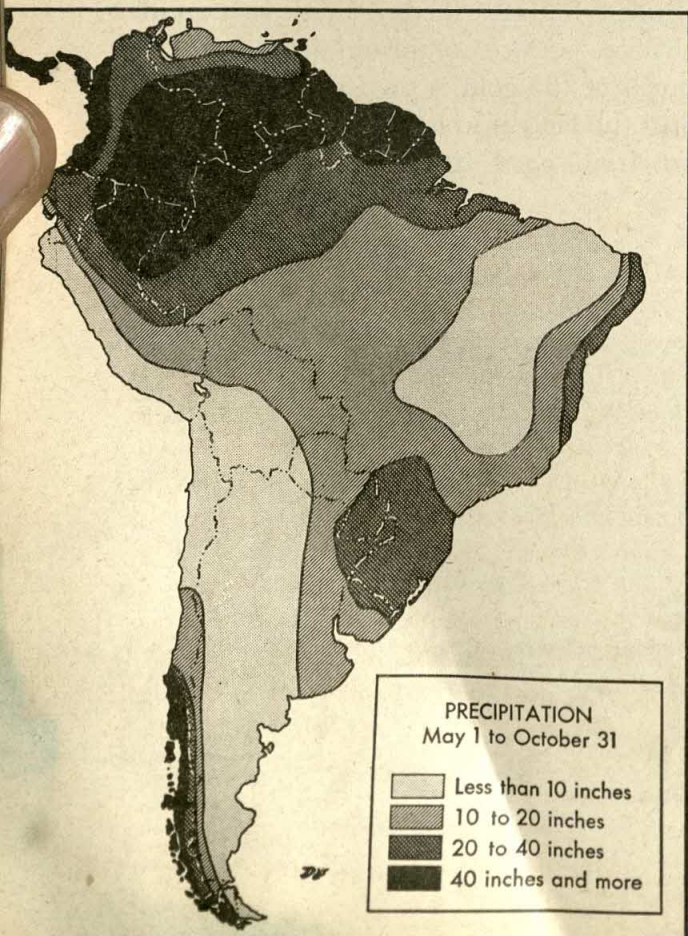 PRECIPITATION
May 1 to October 31
Less than 10 inches
10 to 20 inches
20 to 40 inches
40 inches and more